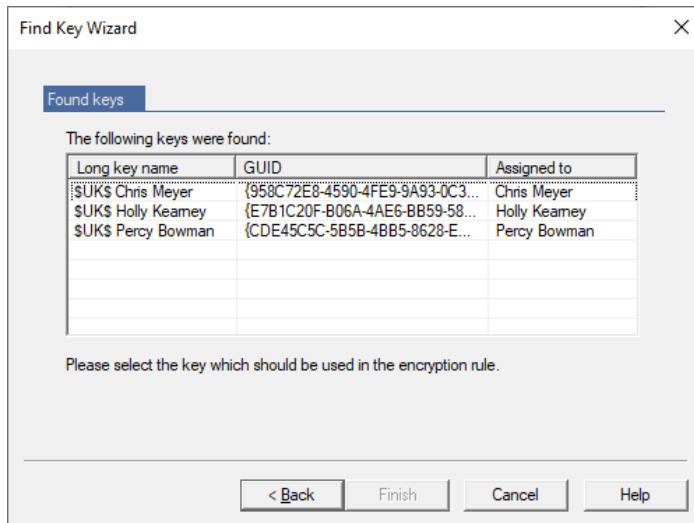 Find Key Wizard
Found keys
The following keys were found:
Long key name GUID Assigned to
$UK$ Chris Meyer {958C72E8-4590-4FE9-9A93-0C3... Chris Meyer
$UK$ Holly Kearney {E7B1C20F-B06A-4AE6-BB59-58... Holly Kearney
$UK$ Percy Bowman {CDE45C5C-5B5B-4BB5-8628-E... Percy Bowman
Please select the key which should be used in the encryption rule.
< Back Finish Cancel Help